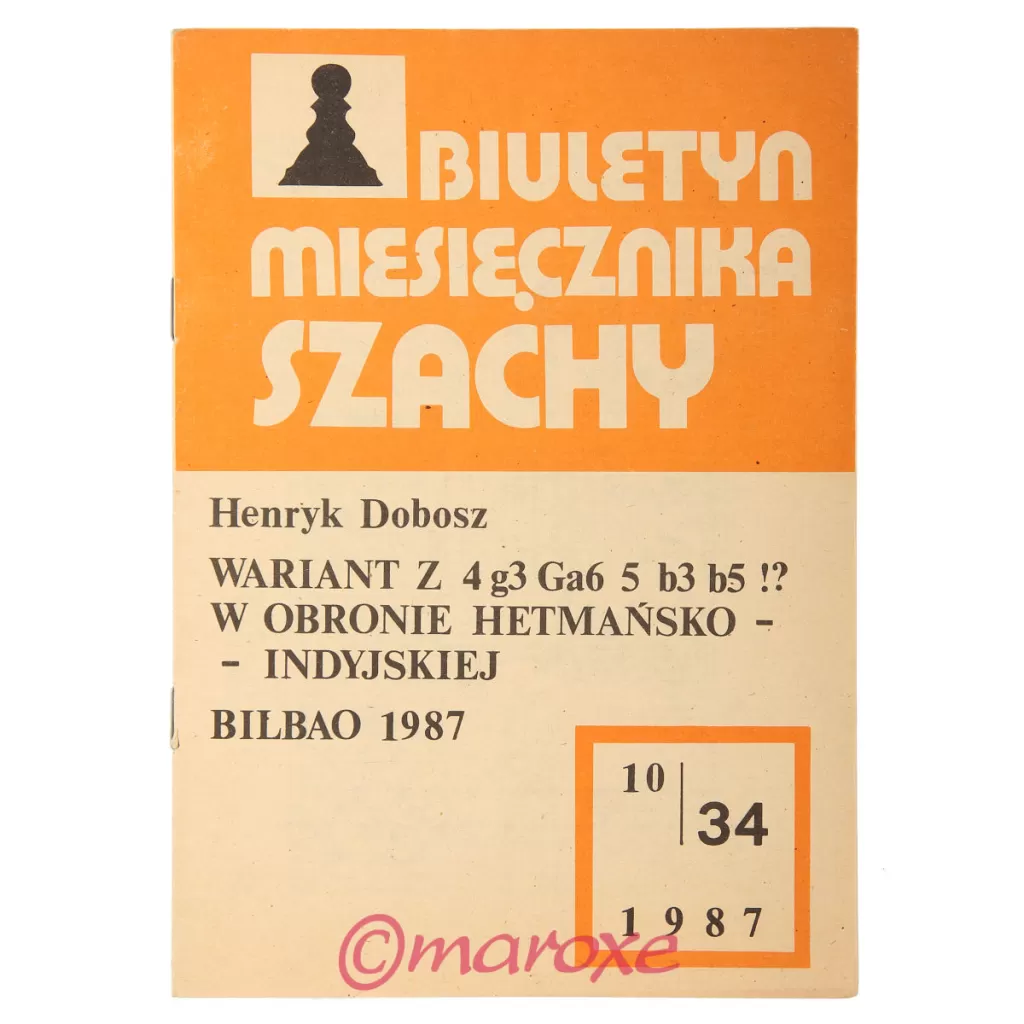 BIULETYN
MIESIĘCZNIKA
SZACHY
Henryk Dobosz
WARIANT Z 4 g3 Ga6 5 b3 b5 !?
W OBRONIE HETMAŃSKO -
- INDYJSKIEJ
BILBAO 1987
10
34
1987
©maroxe